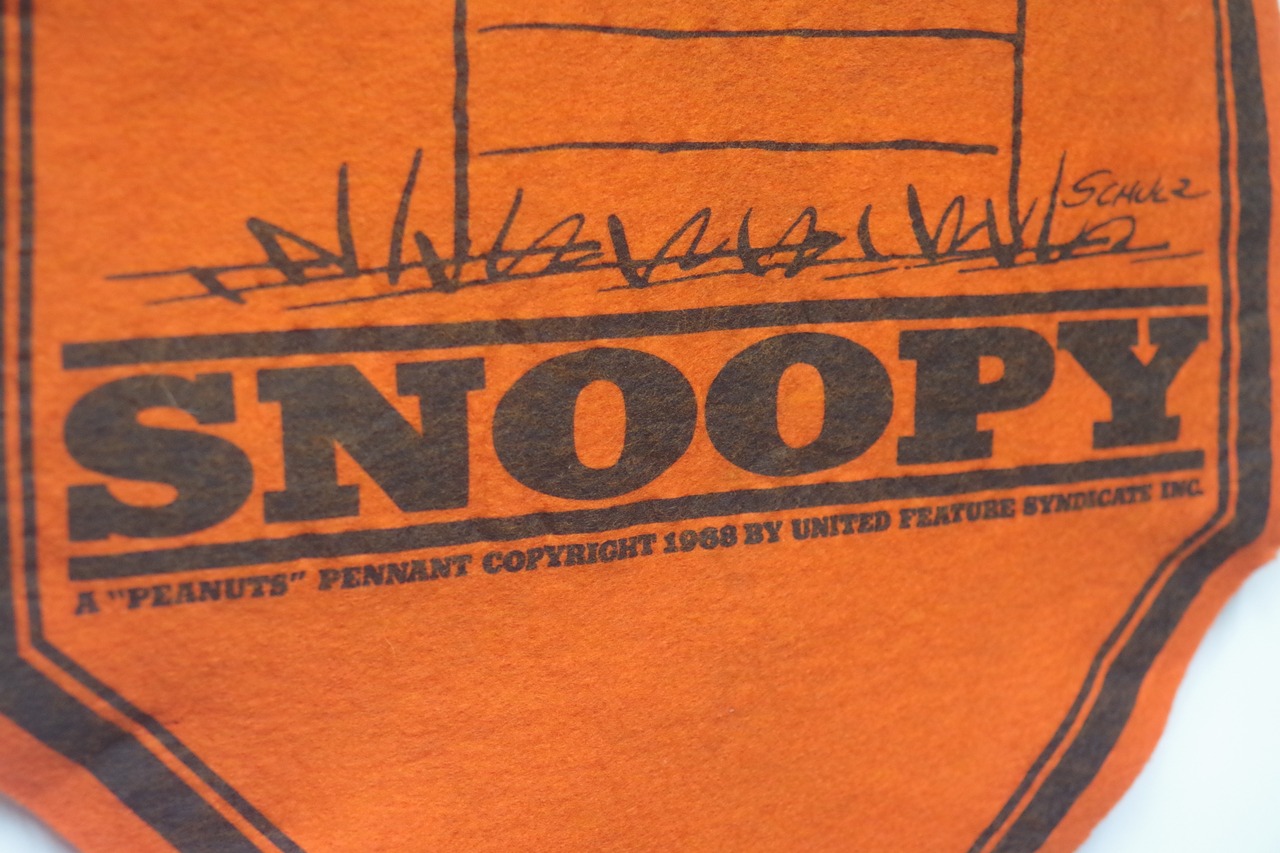 SCHULZ
SNOOPY
A "PEANUTS" PENNANT COPYRIGHT 1968 BY UNITED FEATURE SYNDICATE INC.